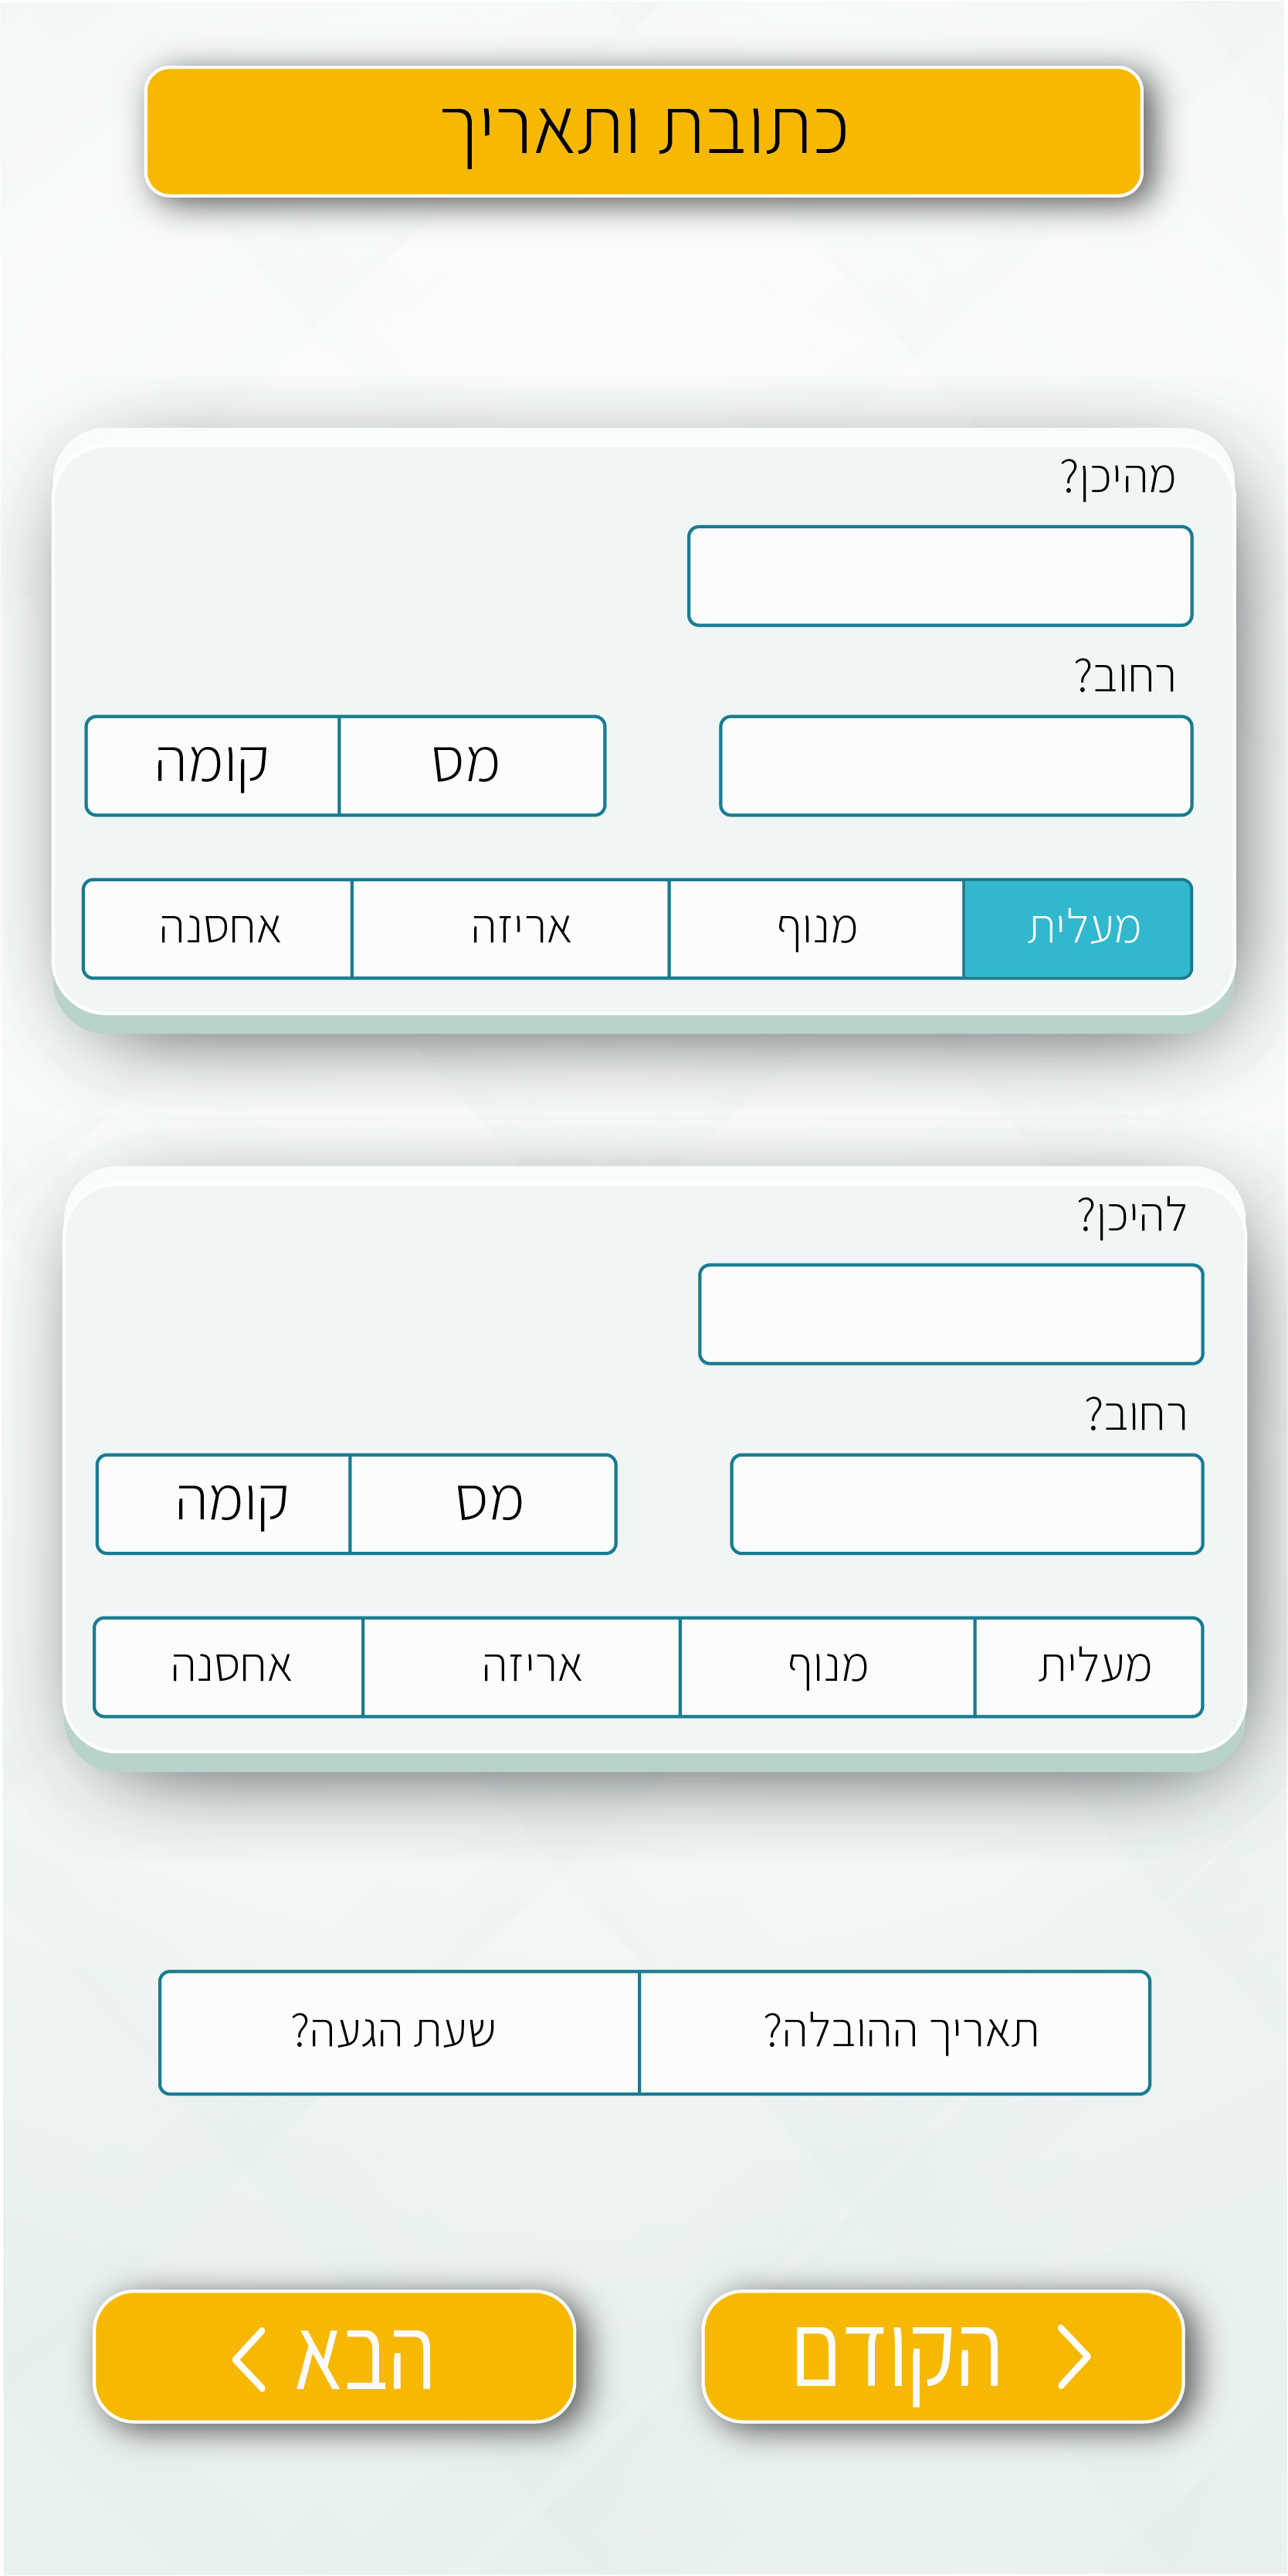 כתובת ותאריך
מהיכן?
רחוב?
מס קומה
מעלית מנוף אריזה אחסנה
להיכן?
רחוב?
מס קומה
מעלית מנוף אריזה אחסנה
תאריך ההובלה? שעת הגעה?
הקודם הבא